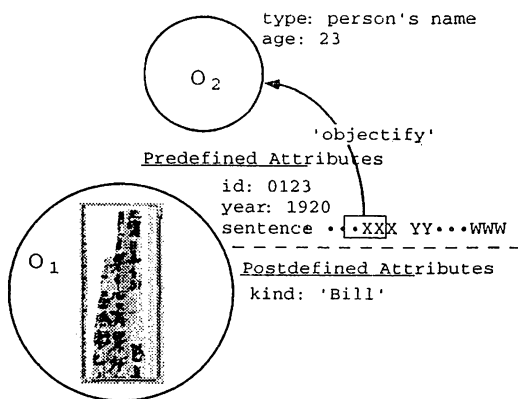 type: person's name
age: 23
O2
'objectify'
Predefined Attributes
id: 0123
year: 1920
sentence ···XXX YY···WWW
O1
Postdefined Attributes
kind: 'Bill'